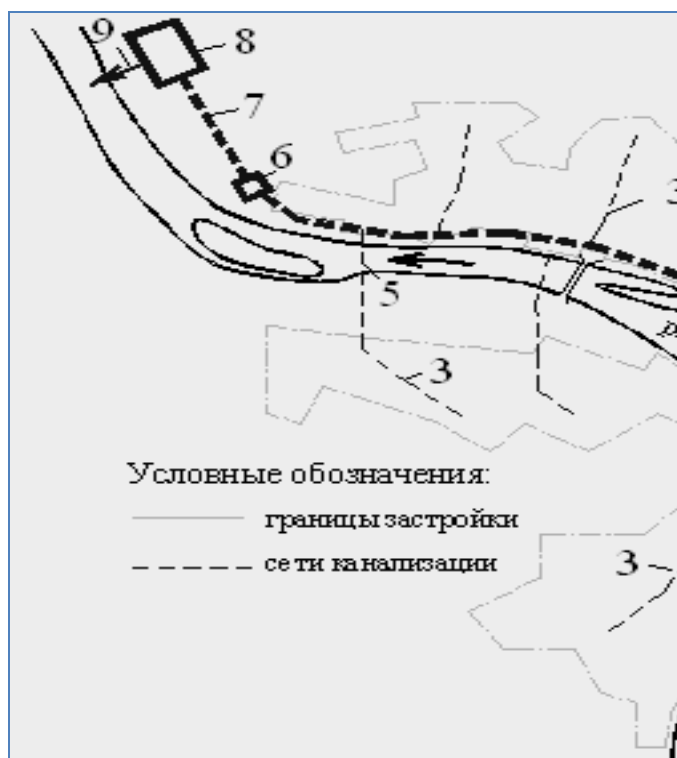 9
8
7
6
3
5
3
р
Условные обозначения:
границы застройки
сети канализации
3